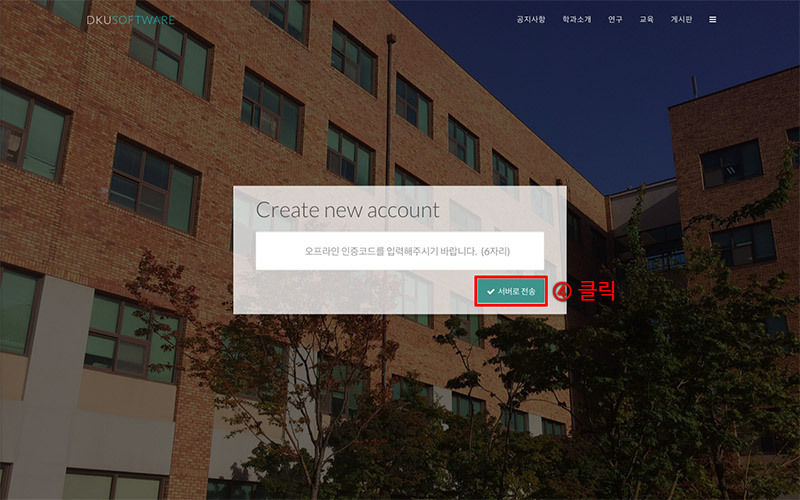 DKUSOFTWARE
공지사항 학과소개 연구 교육 게시판
Create new account
오프라인 인증코드를 입력해주시기 바랍니다. (6자리)
서버로 전송
④ 클릭